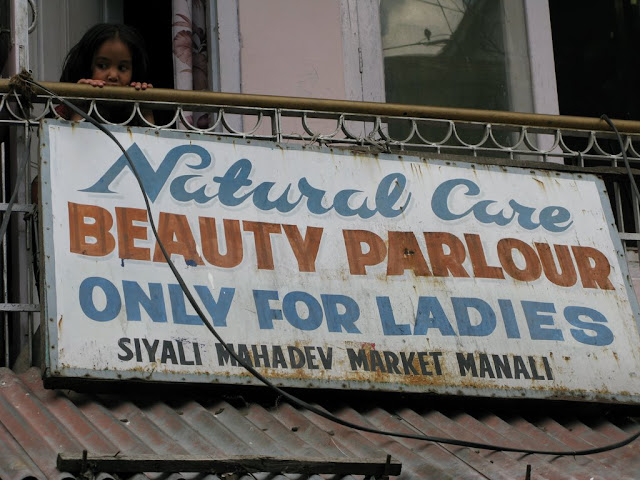 Natural Care
BEAUTY PARLOUR
ONLY FOR LADIES
SIYALI MAHADEV MARKET MANALI